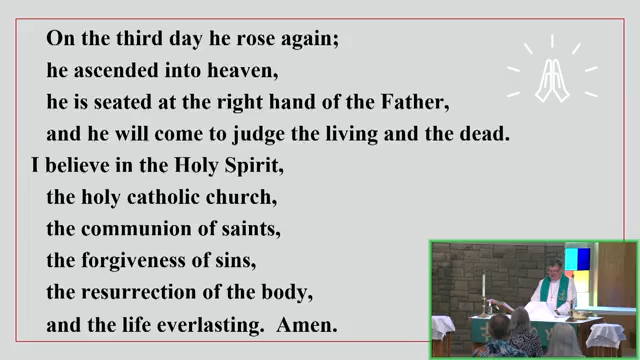 On the third day he rose again;
he ascended into heaven,
he is seated at the right hand of the Father,
and he will come to judge the living and the dead.
I believe in the Holy Spirit,
the holy catholic church,
the communion of saints,
the forgiveness of sins,
the resurrection of the body,
and the life everlasting.  Amen.